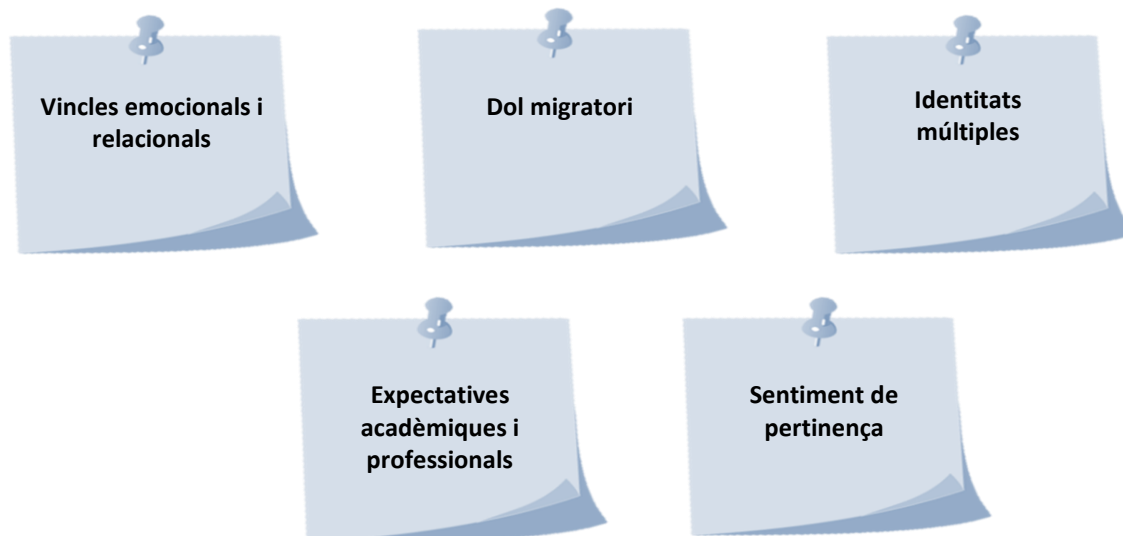 Vincles emocionals i
relacionals
Dol migratori
Identitats
múltiples
Expectatives
acadèmiques i
professionals
Sentiment de
pertinença